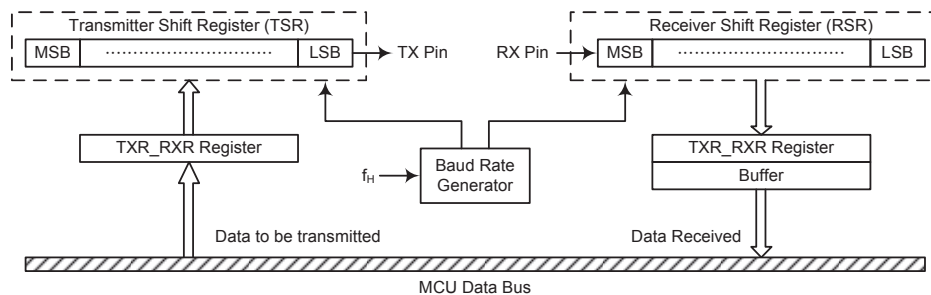 Transmitter Shift Register (TSR)
Receiver Shift Register (RSR)
MSB
LSB
TX Pin
RX Pin
MSB
LSB
TXR_RXR Register
Baud Rate
Generator
fH
TXR_RXR Register
Buffer
Data to be transmitted
Data Received
MCU Data Bus